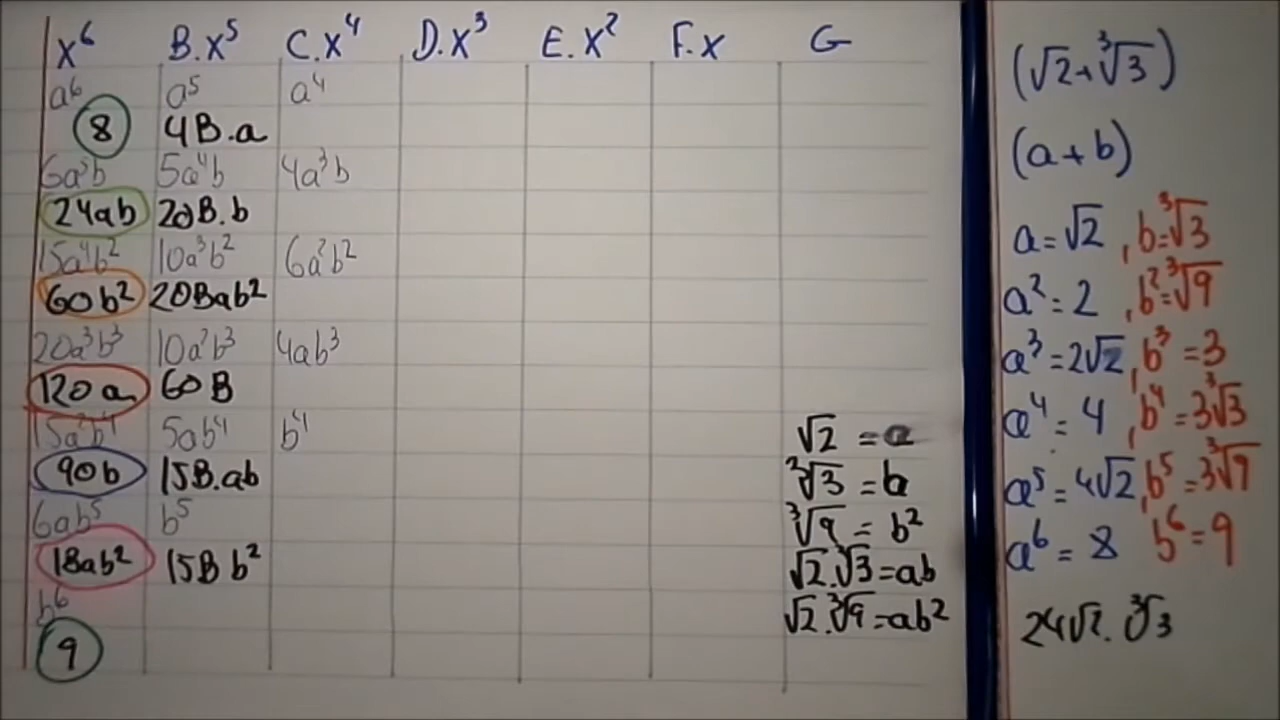 x⁶ B.x⁵ C.x⁴ D.x³ E.x² F.x G
a⁶ a⁵ a⁴
8 4B.a
6a⁵b 5a⁴b 4a³b
24ab 20B.b
15a⁴b² 10a³b² 6a²b²
60b² 20Bab²
20a³b³ 10a²b³ 4ab³
120a 60B
15a²b⁴ 5ab⁴ b⁴
90b 15B.ab
6ab⁵ b⁵
18ab² 15Bb²
b⁶
9
√2 = a
∛3 = b
∛9 = b²
√2.∛3 = ab
√2.∛9 = ab²
(√2+∛3)
(a+b)
a=√2, b=∛3
a²=2, b²=∛9
a³=2√2, b³=3
a⁴=4, b⁴=3∛3
a⁵=4√2, b⁵=3∛9
a⁶=8 b⁶=9
24√2.∛3